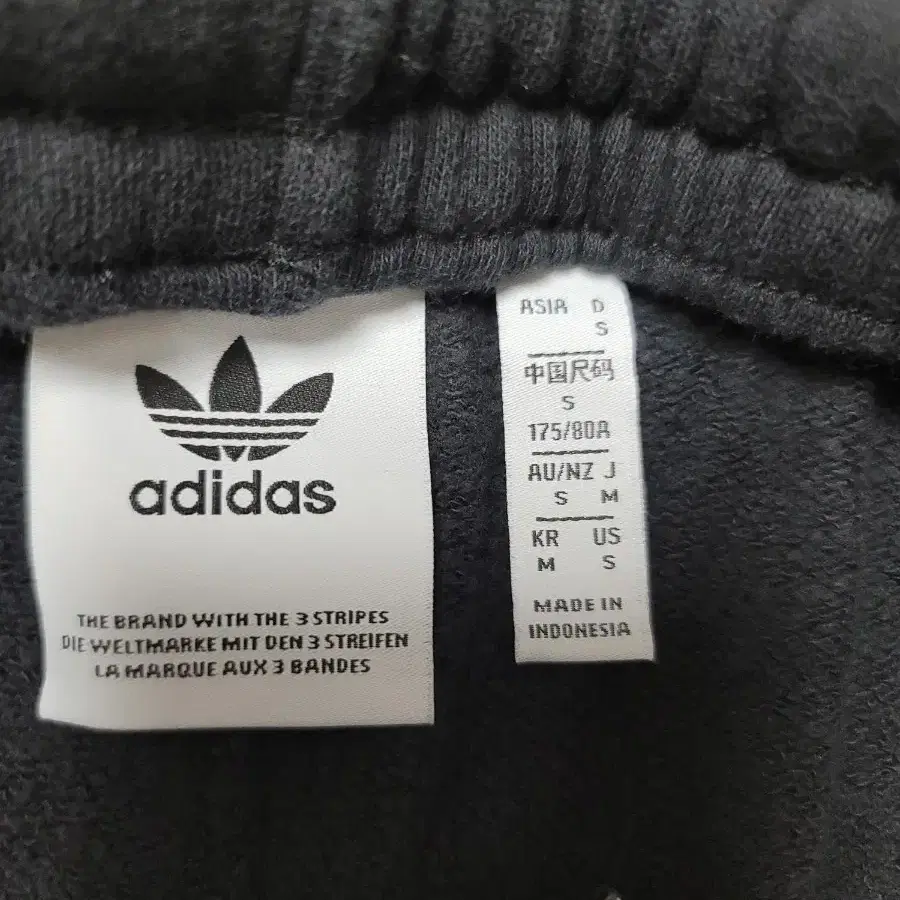 adidas
THE BRAND WITH THE 3 STRIPES
DIE WELTMARKE MIT DEN 3 STREIFEN
LA MARQUE AUX 3 BANDES
ASIA D
S
中国尺码
S
175/80A
AU/NZ J
S M
KR US
M S
MADE IN
INDONESIA